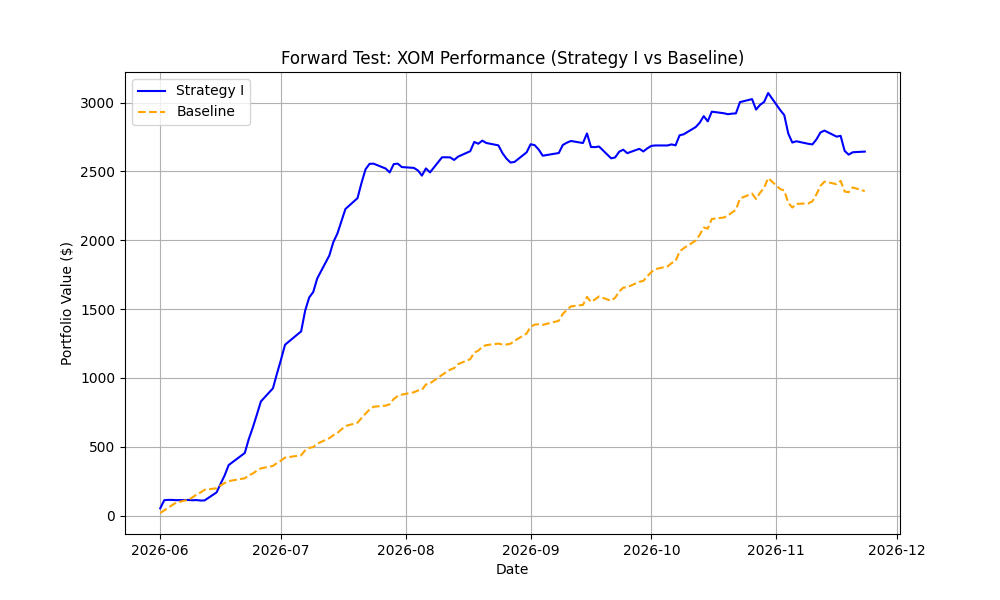 Forward Test: XOM Performance (Strategy I vs Baseline)
Strategy I
Baseline
Portfolio Value ($)
3000
2500
2000
1500
1000
500
0
2026-06 2026-07 2026-08 2026-09 2026-10 2026-11 2026-12
Date